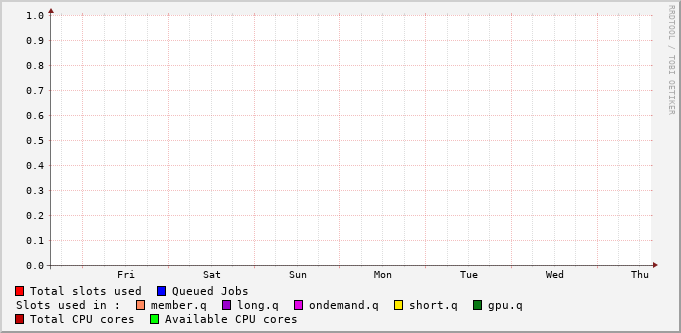 RRDTOOL / TOBI OETIKER
1.0
0.9
0.8
0.7
0.6
0.5
0.4
0.3
0.2
0.1
0.0
Fri Sat Sun Mon Tue Wed Thu
Total slots used Queued Jobs
Slots used in : member.q long.q ondemand.q short.q gpu.q
Total CPU cores Available CPU cores